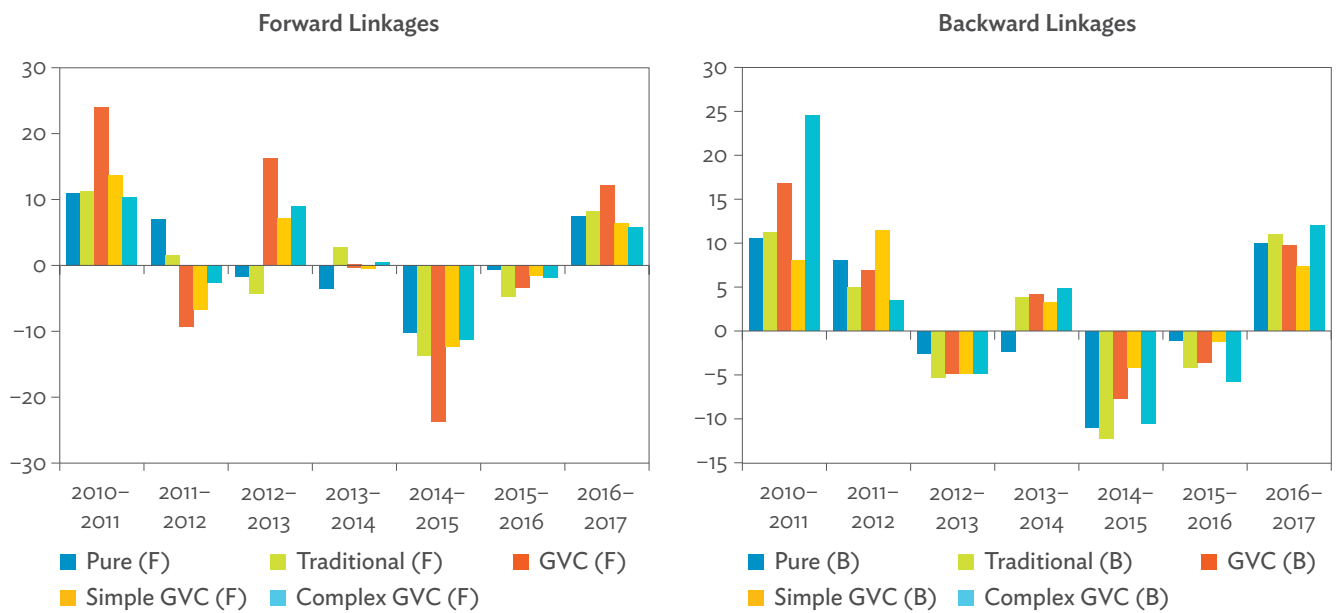 Forward Linkages
30
20
10
0
–10
–20
–30
2010– 2011– 2012– 2013– 2014– 2015– 2016–
2011 2012 2013 2014 2015 2016 2017
Pure (F) Traditional (F) GVC (F)
Simple GVC (F) Complex GVC (F)
Backward Linkages
30
25
20
15
10
5
0
–5
–10
–15
2010– 2011– 2012– 2013– 2014– 2015– 2016–
2011 2012 2013 2014 2015 2016 2017
Pure (B) Traditional (B) GVC (B)
Simple GVC (B) Complex GVC (B)